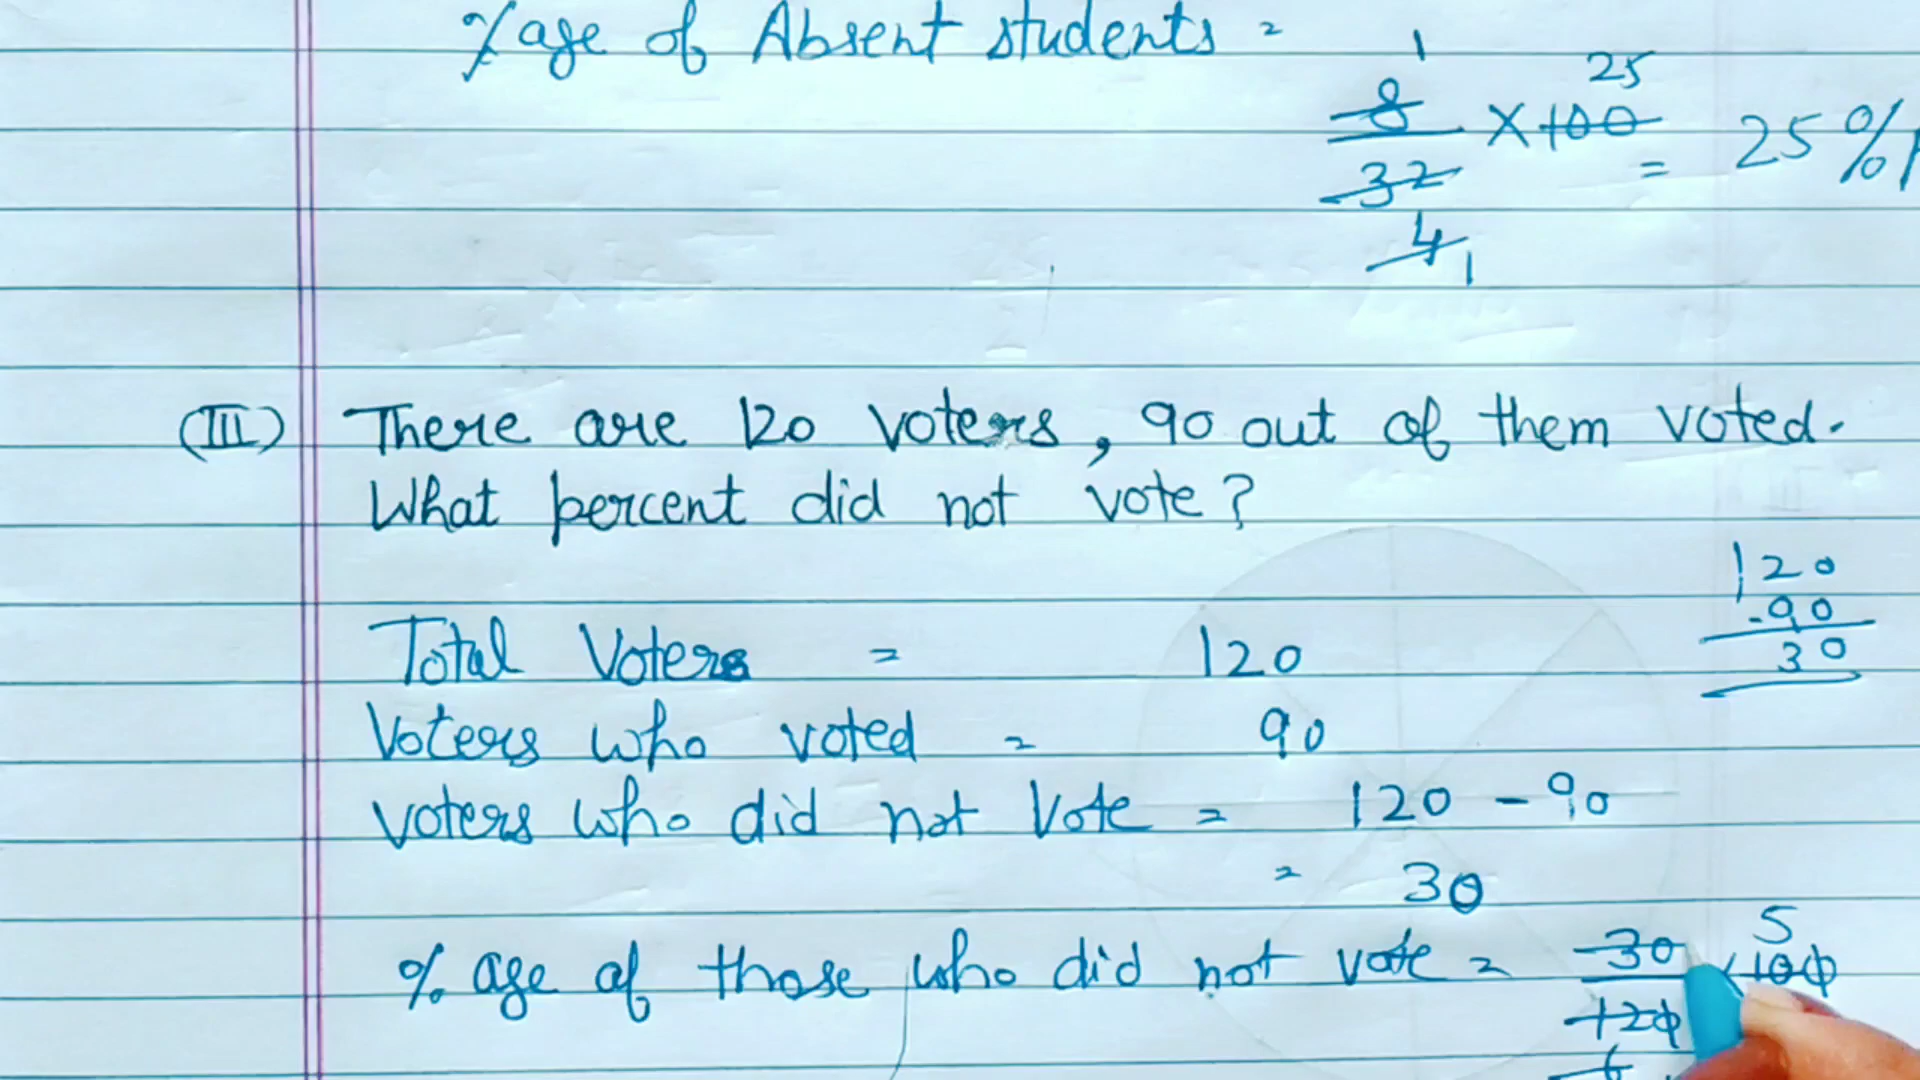 %age of Absent students =
1
25
8 × 100 = 25%
32
4 1
(III) There are 120 voters, 90 out of them voted.
What percent did not vote?
120
-90
30
Total Voters = 120
Voters who voted = 90
Voters who did not Vote = 120 - 90
= 30
5
% age of those who did not vote = 30 × 100
120
6